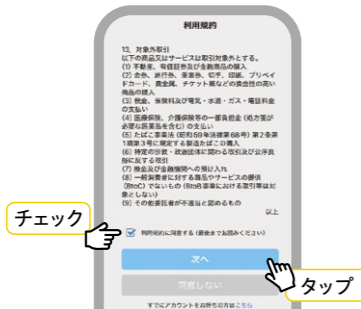 利用規約
13. 対象外取引
以下の商品又はサービスは取引対象外とする。
(1) 不動産、有価証券及び金融商品の購入
(2) 古券、旅行券、乗車券、切手、印紙、プリペイ
ドカード、貴金属、チケット類などの換金性の高い
商品の購入
(3) 税金、保険料及び電気・水道・ガス・電話料金
の支払い
(4) 医療保険、介護保険等の一部負担金(処方箋が
必要な医薬品を含む)の支払い
(5) たばこ事業法(昭和59年法律第68号)第2条第
1項第3号に規定する製造たばこの購入
(6) 特定の宗教・政治団体に関わる取引及び公序良
俗に反する取引
(7) 換金及び金融機関への預け入れ
(8) 一般消費者に対する商品やサービスの提供
(BtoC)でないもの(BtoB事業における取引等は対
象としない)
(9) その他委託者が不適当と認めるもの
以上
チェック
利用規約に同意する(最後までお読みください)
次へ
タップ
同意しない
すでにアカウントをお持ちの方はこちら